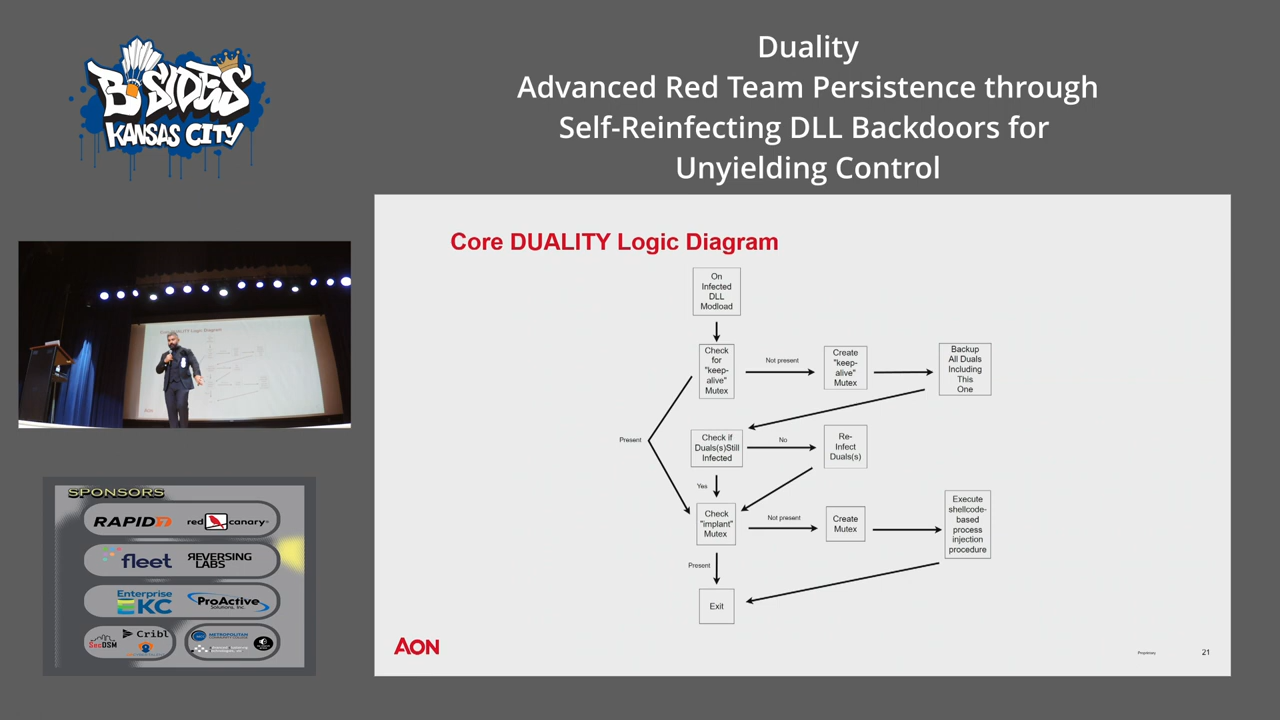 B·SIDES
KANSAS CITY
Duality
Advanced Red Team Persistence through
Self-Reinfecting DLL Backdoors for
Unyielding Control
Core DUALITY Logic Diagram
On
Infected
DLL
Modload
Check
for
"keep-
alive"
Mutex
Not present
Create
"keep-
alive"
Mutex
Backup
All Duals
Including
This
One
Present
Check if
Duals(s)Still
Infected
No
Re-
Infect
Duals(s)
Yes
Check
"implant"
Mutex
Not present
Create
Mutex
Execute
shellcode-
based
process
injection
procedure
Present
Exit
AON
Proprietary
21
SPONSORS
RAPID7
red canary
fleet
REVERSING
LABS
Enterprise
KC
ProActive
Solutions, Inc.
SecDSM
Cribl
METROPOLITAN